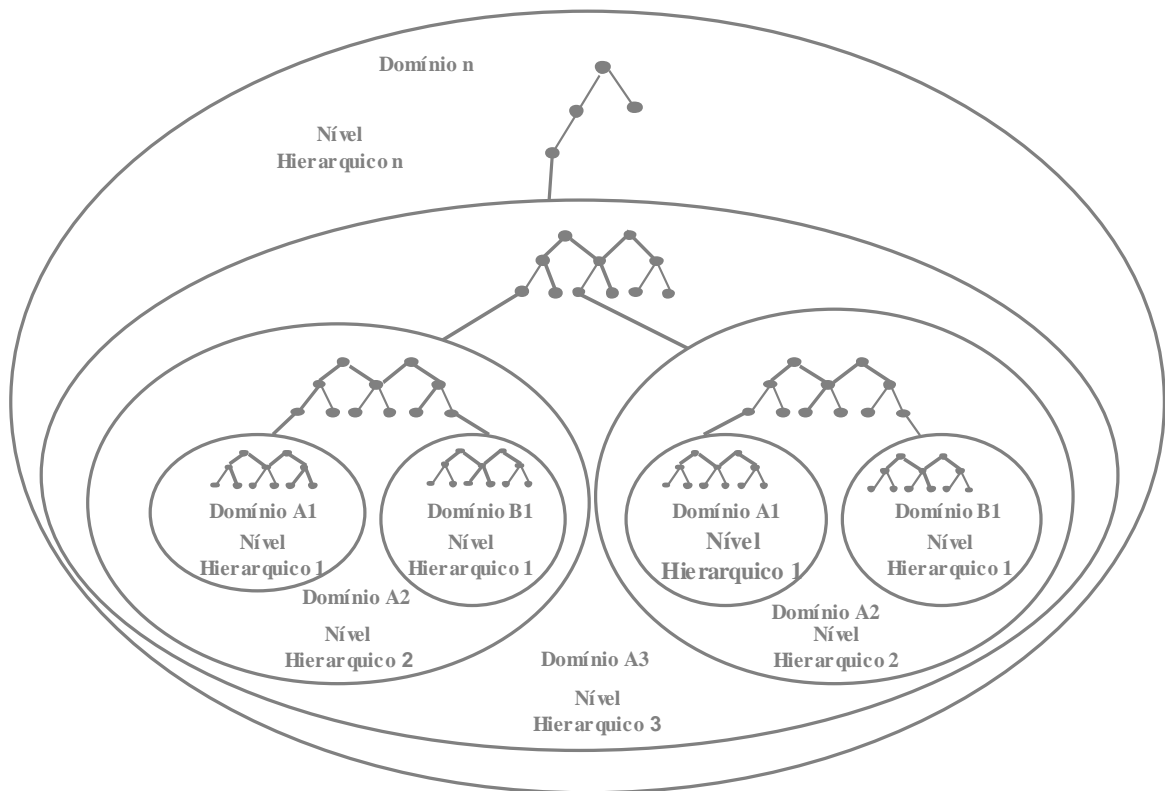 Domínio n
Nível
Hierarquico n
Domínio A1
Nível
Hierarquico 1
Domínio B1
Nível
Hierarquico 1
Domínio A2
Nível
Hierarquico 2
Domínio A1
Nível
Hierarquico 1
Domínio B1
Nível
Hierarquico 1
Domínio A2
Nível
Hierarquico 2
Domínio A3
Nível
Hierarquico 3